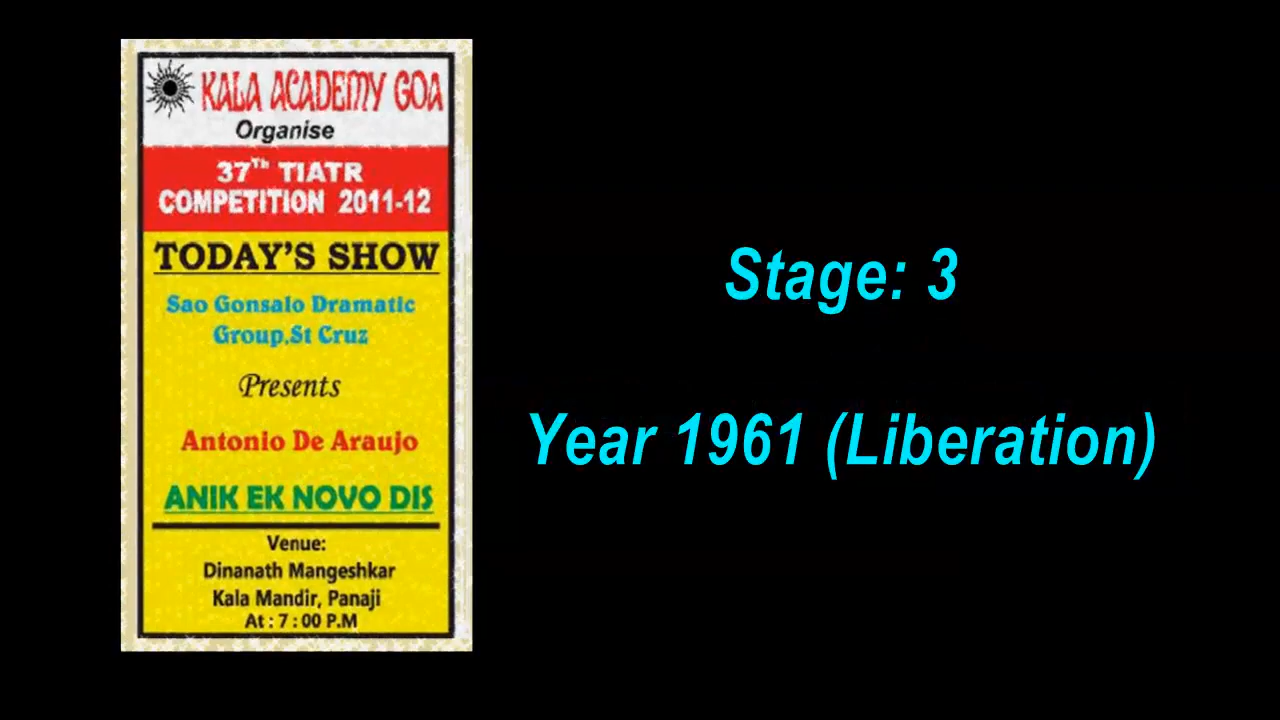 KALA ACADEMY GOA
Organise
37Th TIATR
COMPETITION 2011-12
TODAY'S SHOW
Sao Gonsalo Dramatic
Group,St Cruz
Presents
Antonio De Araujo
ANIK EK NOVO DIS
Venue:
Dinanath Mangeshkar
Kala Mandir, Panaji
At : 7 : 00 P.M
Stage: 3
Year 1961 (Liberation)